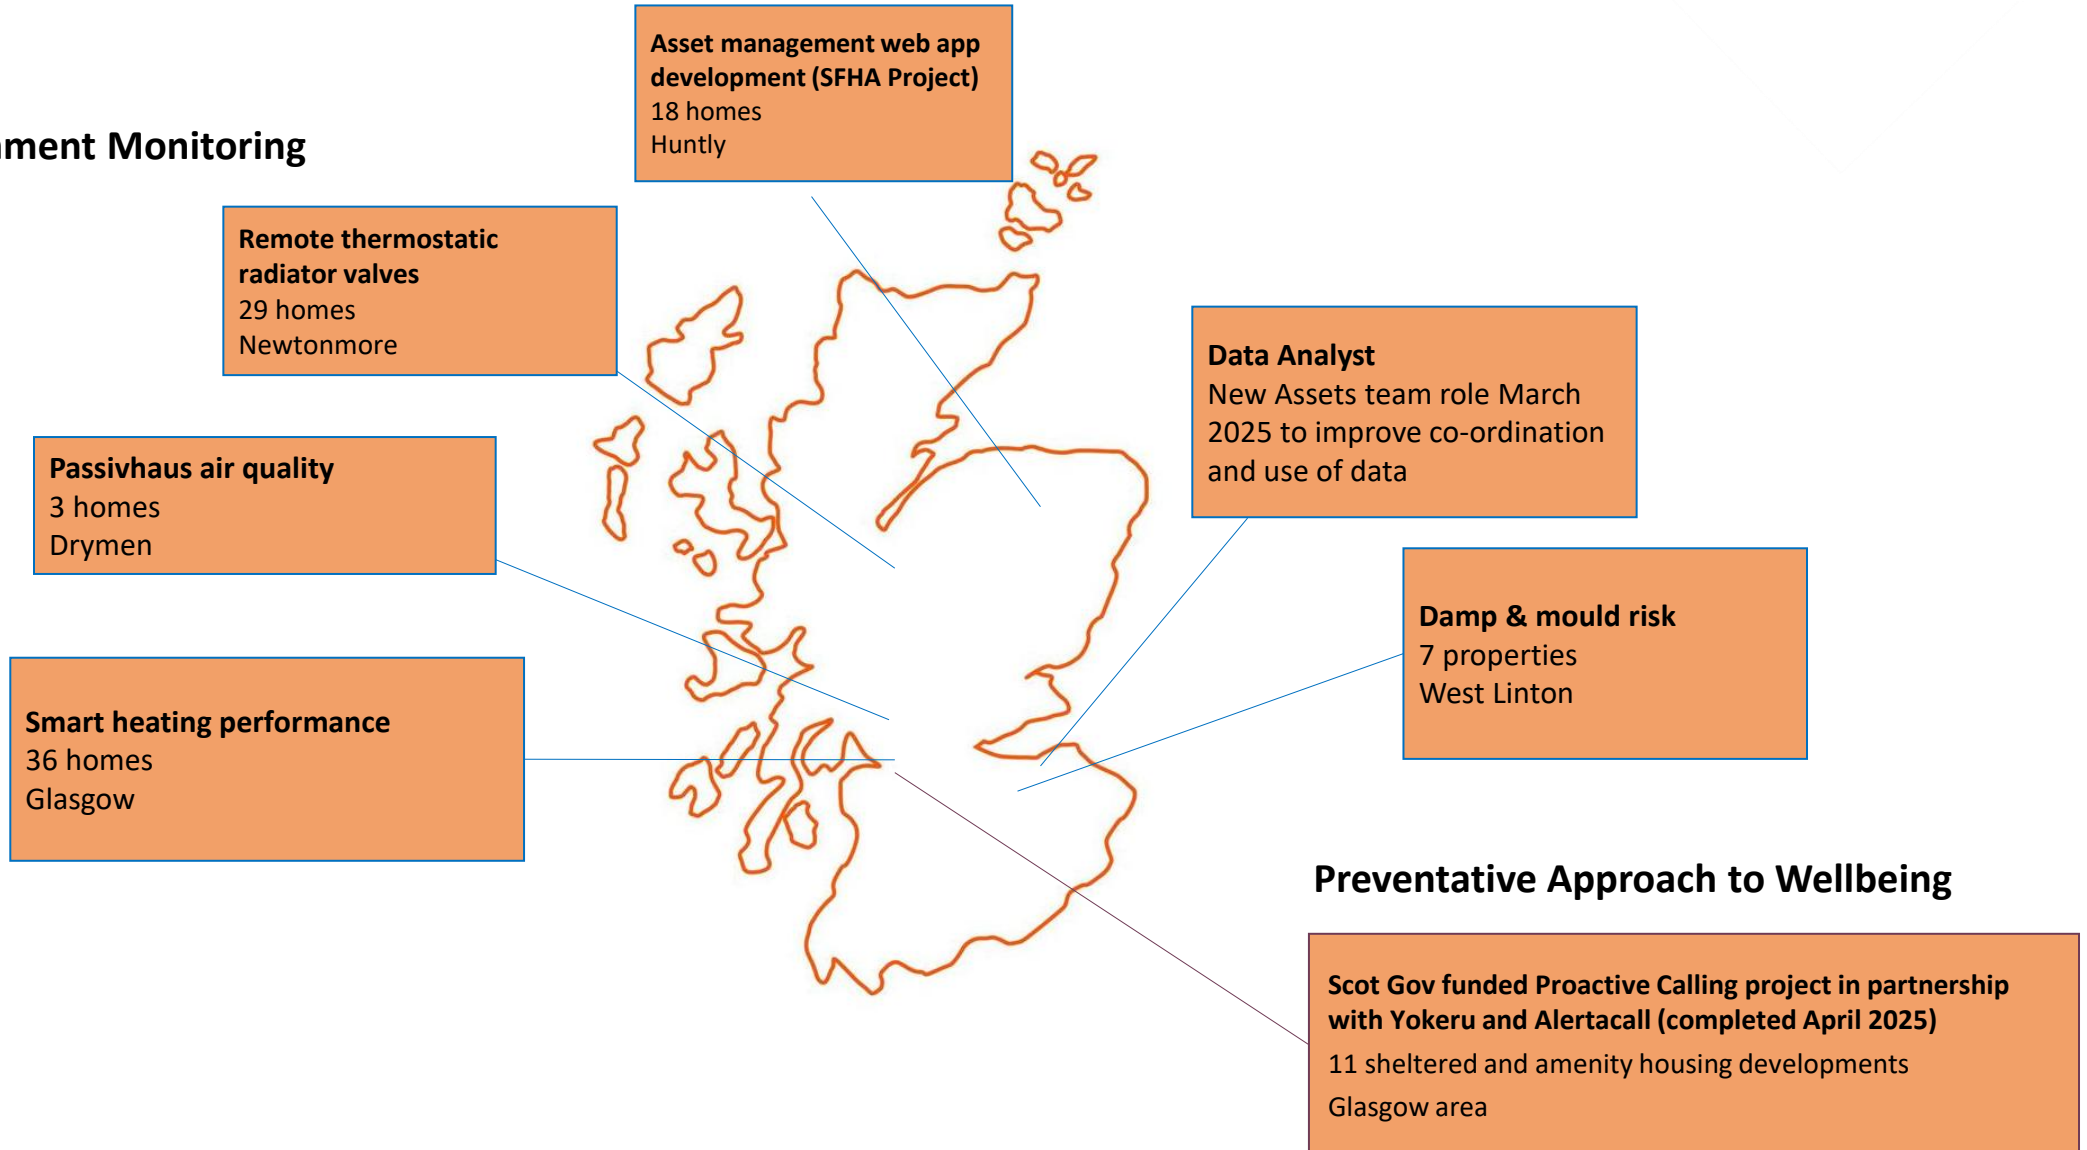 Asset management web app
development (SFHA Project)
18 homes
Huntly
Monitoring
Remote thermostatic
radiator valves
29 homes
Newtonmore
Data Analyst
New Assets team role March
2025 to improve co-ordination
and use of data
Passivhaus air quality
3 homes
Drymen
Damp & mould risk
7 properties
West Linton
Smart heating performance
36 homes
Glasgow
Preventative Approach to Wellbeing
Scot Gov funded Proactive Calling project in partnership
with Yokeru and Alertacall (completed April 2025)
11 sheltered and amenity housing developments
Glasgow area